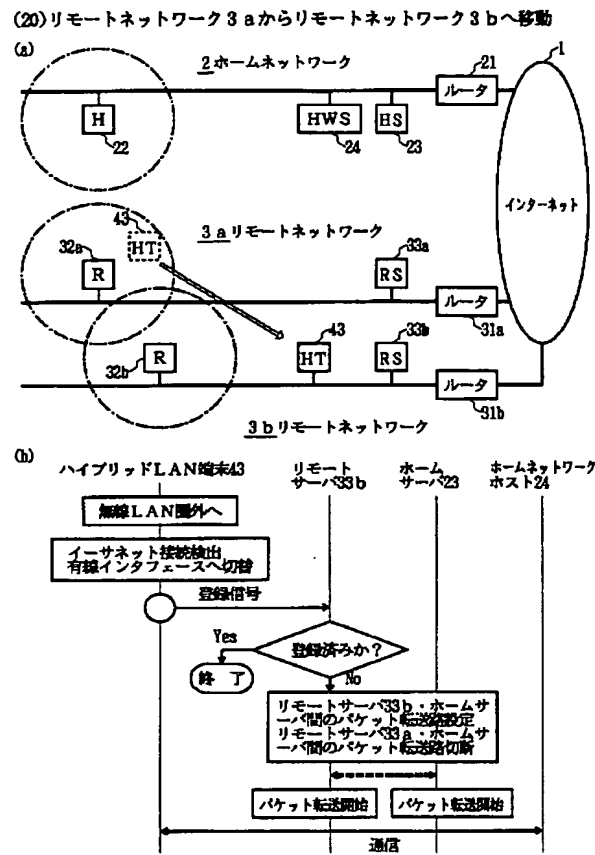 (20)リモートネットワーク3aからリモートネットワーク3bへ移動
(a)
2ホームネットワーク
21
1
ルータ
H
HWS
HS
22
24
23
インターネット
43
3aリモートネットワーク
32a
HT
33a
R
RS
ルータ
31a
43
33b
R
HT
RS
ルータ
32b
31b
3bリモートネットワーク
(b)
ハイブリッドLAN端末43
リモート
サーバ33b
ホーム
サーバ23
ホームネットワーク
ホスト24
無線LAN圏外へ
イーサネット接続検出
有線インタフェースへ切替
登録信号
Yes
登録済みか?
終 了
No
リモートサーバ33b・ホームサ
ーバ間のパケット転送路設定
リモートサーバ33a・ホームサ
ーバ間のパケット転送路切断
パケット転送開始
パケット転送開始
通信